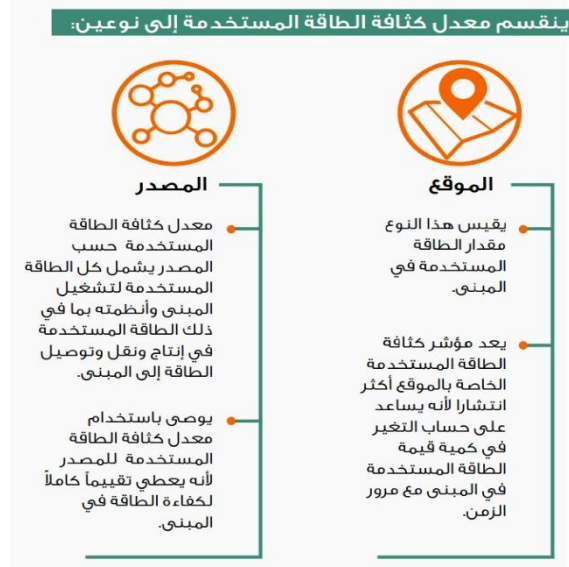 ينقسم معدل كثافة الطاقة المستخدمة إلى نوعين:
الموقع
يقيس هذا النوع
مقدار الطاقة
المستخدمة في
المبنى.
يعد مؤشر كثافة
الطاقة المستخدمة
الخاصة بالموقع أكثر
انتشارا لأنه يساعد
على حساب التغير
في كمية قيمة
الطاقة المستخدمة
في المبنى مع مرور
الزمن.
المصدر
معدل كثافة الطاقة
المستخدمة حسب
المصدر يشمل كل الطاقة
المستخدمة لتشغيل
المبنى وأنظمته بما في
ذلك الطاقة المستخدمة
في إنتاج ونقل وتوصيل
الطاقة إلى المبنى.
يوصى باستخدام
معدل كثافة الطاقة
المستخدمة للمصدر
لأنه يعطي تقييماً كاملاً
لكفاءة الطاقة في
المبنى.